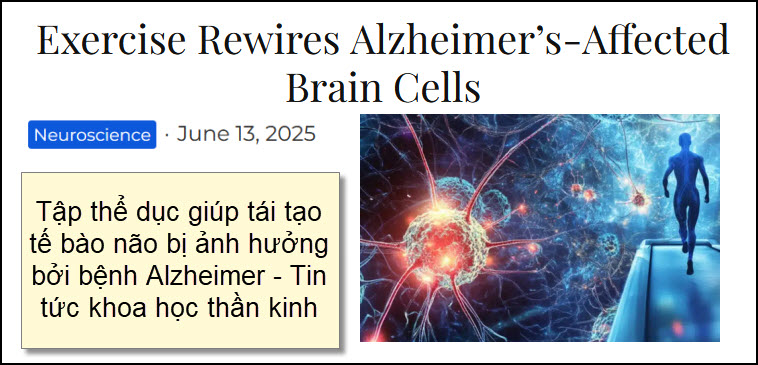 Exercise Rewires Alzheimer’s-Affected
Brain Cells
Neuroscience · June 13, 2025
Tập thể dục giúp tái tạo
tế bào não bị ảnh hưởng
bởi bệnh Alzheimer - Tin
tức khoa học thần kinh